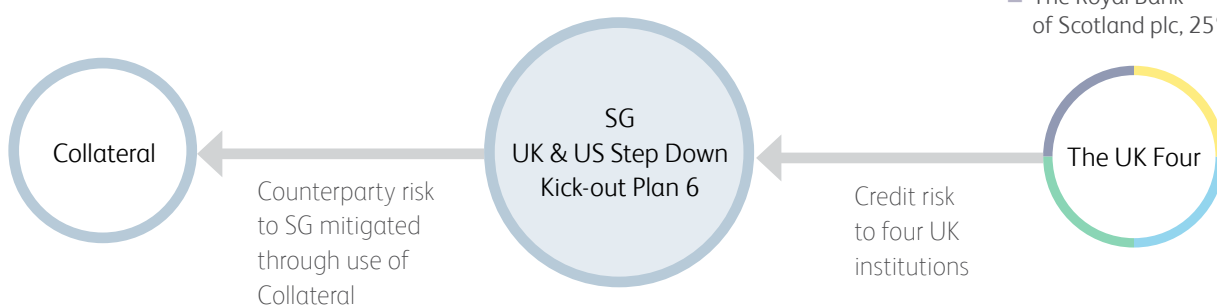 The Royal Bank
of Scotland plc, 25
Collateral
SG
UK & US Step Down
Kick-out Plan 6
The UK Four
Counterparty risk
to SG mitigated
through use of
Collateral
Credit risk
to four UK
institutions